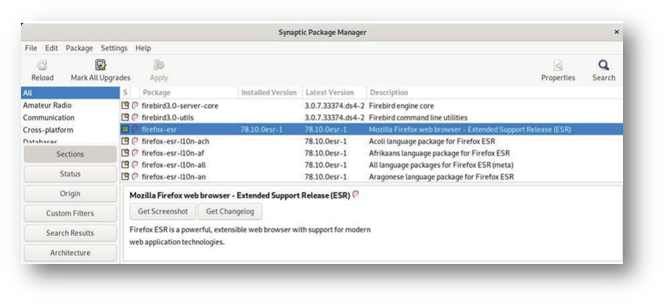 Synaptic Package Manager ×
File Edit Package Settings Help
Reload Mark All Upgrades Apply Properties Search
All S Package Installed Version Latest Version Description
Amateur Radio firebird3.0-server-core 3.0.7.33374.ds4-2 Firebird engine core
Communication firebird3.0-utils 3.0.7.33374.ds4-2 Firebird command line utilities
Cross-platform firefox-esr 78.10.0esr-1 78.10.0esr-1 Mozilla Firefox web browser - Extended Support Release (ESR)
Databases firefox-esr-l10n-ach 78.10.0esr-1 Acoli language package for Firefox ESR
Sections firefox-esr-l10n-af 78.10.0esr-1 Afrikaans language package for Firefox ESR
firefox-esr-l10n-all 78.10.0esr-1 All language packages for Firefox ESR (meta)
Status firefox-esr-l10n-an 78.10.0esr-1 Aragonese language package for Firefox ESR
Origin Mozilla Firefox web browser - Extended Support Release (ESR)
Custom Filters Get Screenshot Get Changelog
Search Results Firefox ESR is a powerful, extensible web browser with support for modern
web application technologies.
Architecture